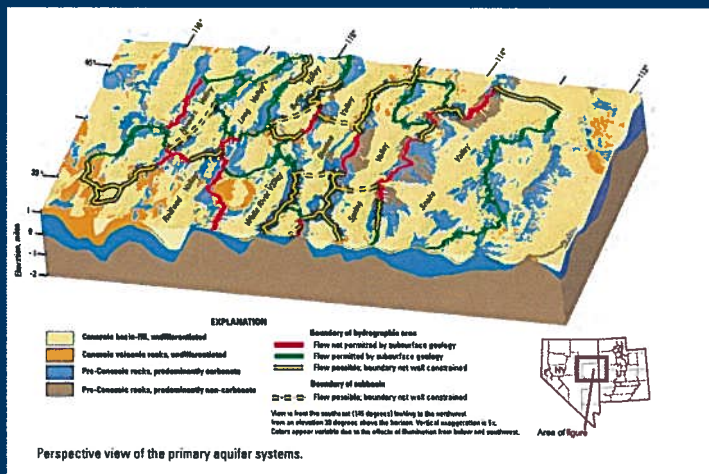 116°
115°
114°
113°
Long Valley
Valley
Railroad Valley
White River Valley
Spring Valley
Snake Valley
1
0
-1
-2
Elevation, miles
EXPLANATION
Cenozoic basin-fill, undifferentiated
Cenozoic volcanic rocks, undifferentiated
Pre-Cenozoic rocks, predominantly carbonate
Pre-Cenozoic rocks, predominantly non-carbonate
Boundary of hydrographic area
Flow not permitted by subsurface geology
Flow permitted by subsurface geology
Flow possible; boundary not well constrained
Boundary of subbasin
Flow possible; boundary not well constrained
View is from the southeast (145 degrees) looking to the northwest
from an elevation 30 degrees above the horizon. Vertical exaggeration is 5x.
Colors appear variable due to the effects of illumination from below and southwest.
NV
Area of figure
Perspective view of the primary aquifer systems.